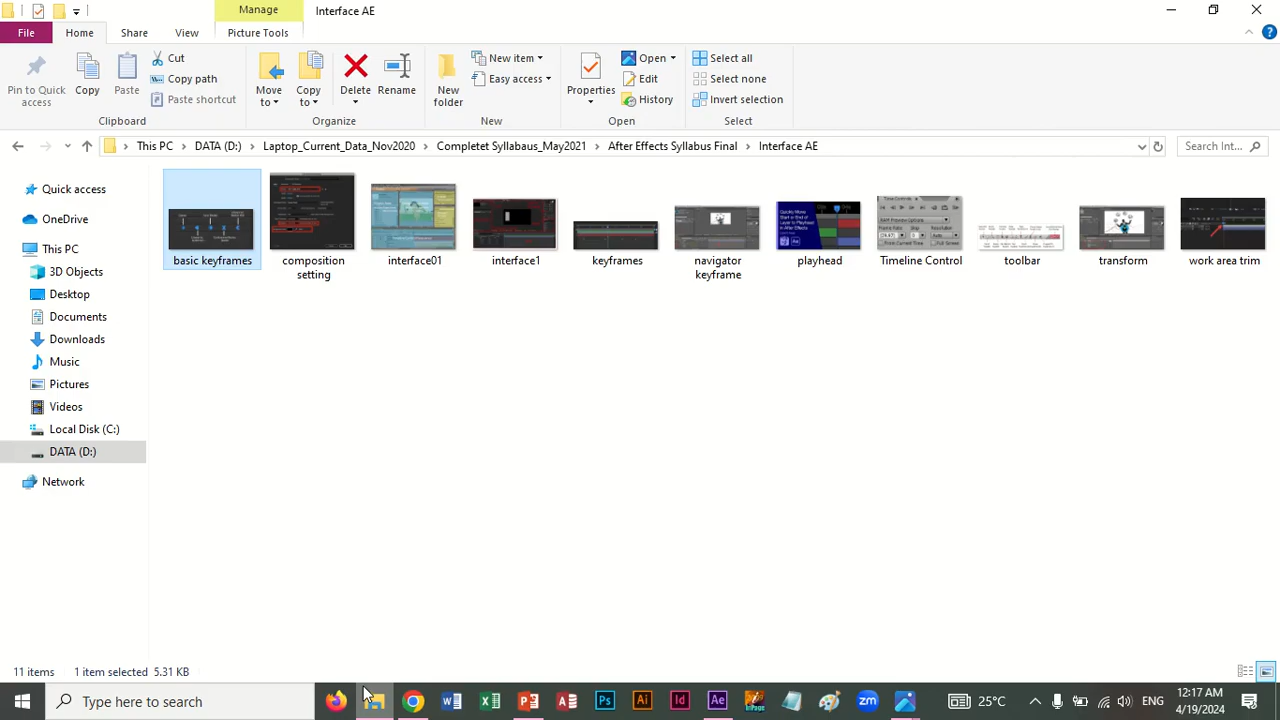 Manage
Interface AE
File
Home
Share
View
Picture Tools
Pin to Quick
access
Copy
Paste
Cut
Copy path
Paste shortcut
Clipboard
Move
to
Copy
to
Delete
Rename
Organize
New
folder
New item
Easy access
New
Properties
Open
Edit
History
Open
Select all
Select none
Invert selection
Select
This PC
DATA (D:)
Laptop_Current_Data_Nov2020
Completet Syllabaus_May2021
After Effects Syllabus Final
Interface AE
Search Int...
Quick access
OneDrive
This PC
3D Objects
Desktop
Documents
Downloads
Music
Pictures
Videos
Local Disk (C:)
DATA (D:)
Network
basic keyframes
composition
setting
interface01
interface1
keyframes
navigator
keyframe
playhead
Timeline Control
toolbar
transform
work area trim
11 items
1 item selected 5.31 KB
Type here to search
25°C
ENG
12:17 AM
4/19/2024